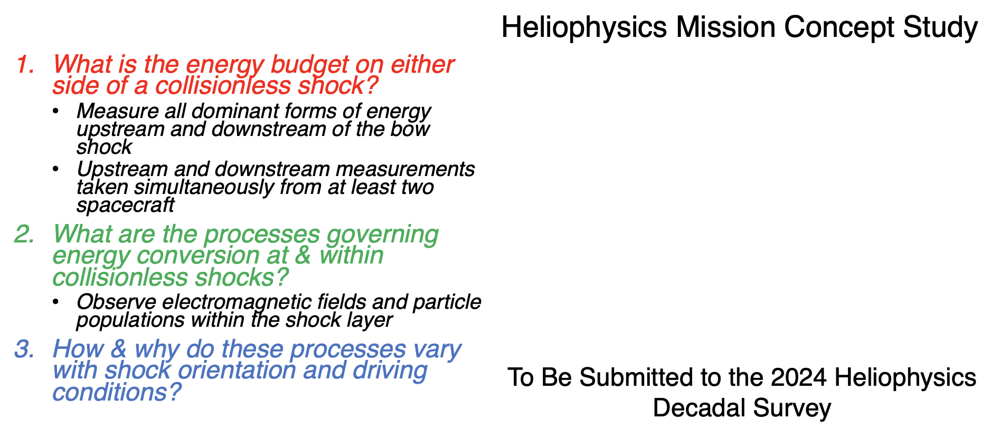 Heliophysics Mission Concept Study
1. What is the energy budget on either
side of a collisionless shock?
• Measure all dominant forms of energy
upstream and downstream of the bow
shock
• Upstream and downstream measurements
taken simultaneously from at least two
spacecraft
2. What are the processes governing
energy conversion at & within
collisionless shocks?
• Observe electromagnetic fields and particle
populations within the shock layer
3. How & why do these processes vary
with shock orientation and driving
conditions?
To Be Submitted to the 2024 Heliophysics
Decadal Survey